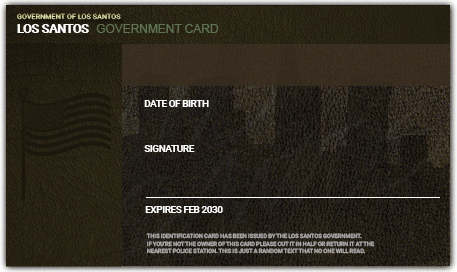 GOVERNMENT OF LOS SANTOS
LOS SANTOS GOVERNMENT CARD
DATE OF BIRTH
SIGNATURE
EXPIRES FEB 2030
THIS IDENTIFICATION CARD HAS BEEN ISSUED BY THE LOS SANTOS GOVERNMENT.
IF YOU'RE NOT THE OWNER OF THIS CARD PLEASE CUT IT IN HALF OR RETURN IT AT THE
NEAREST POLICE STATION. THIS IS JUST A RANDOM TEXT THAT NO ONE WILL READ.